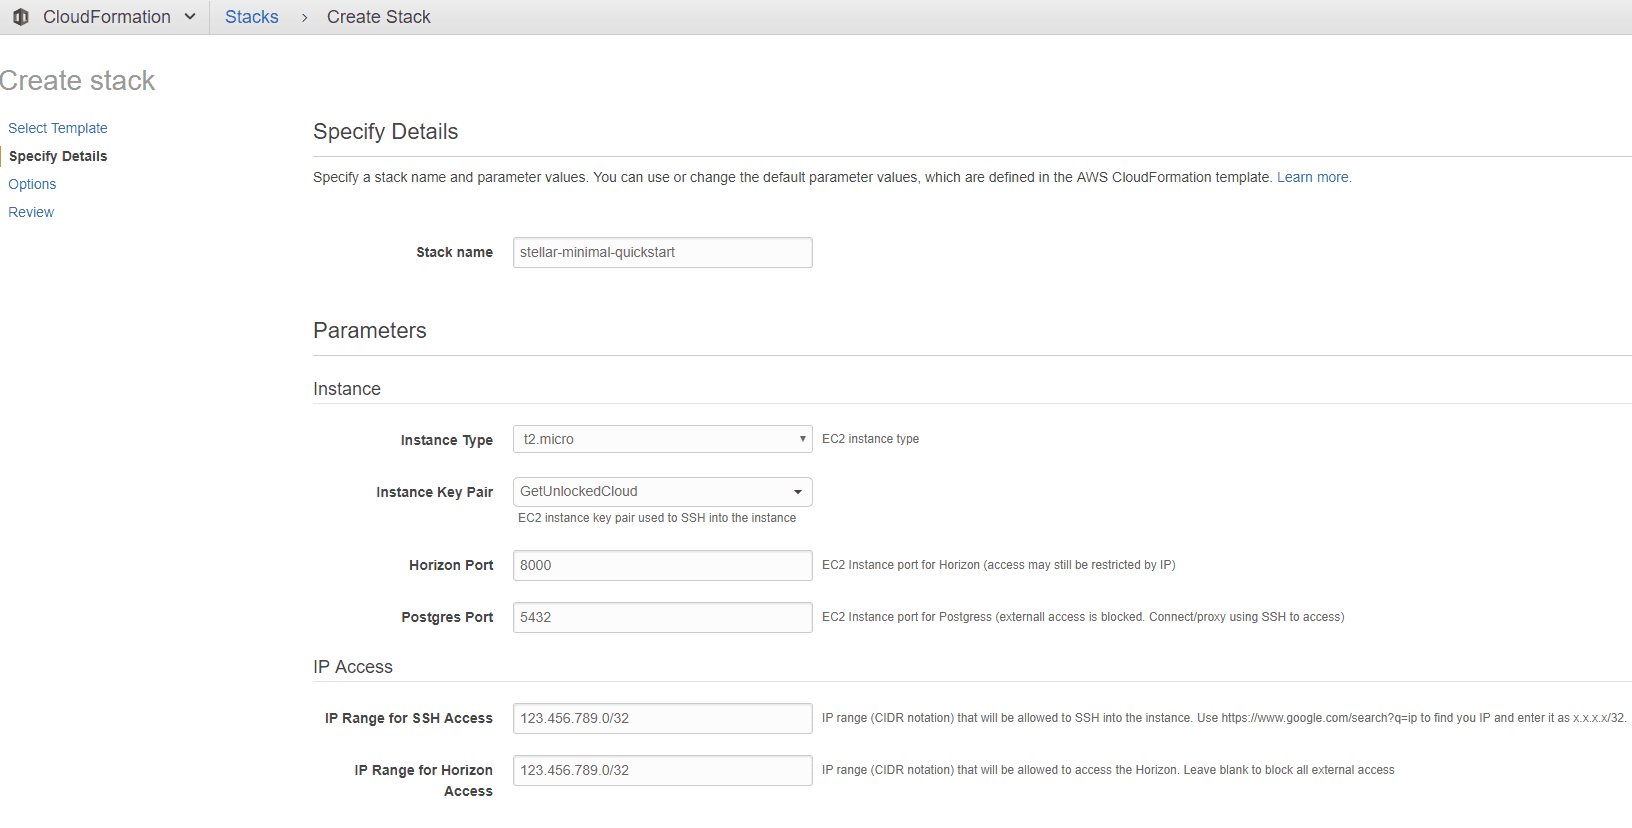 CloudFormation Stacks › Create Stack
Create stack
Select Template
Specify Details
Options
Review
Specify Details
Specify a stack name and parameter values. You can use or change the default parameter values, which are defined in the AWS CloudFormation template. Learn more.
Stack name stellar-minimal-quickstart
Parameters
Instance
Instance Type t2.micro EC2 instance type
Instance Key Pair GetUnlockedCloud
EC2 instance key pair used to SSH into the instance
Horizon Port 8000 EC2 Instance port for Horizon (access may still be restricted by IP)
Postgres Port 5432 EC2 Instance port for Postgress (externall access is blocked. Connect/proxy using SSH to access)
IP Access
IP Range for SSH Access 123.456.789.0/32 IP range (CIDR notation) that will be allowed to SSH into the instance. Use https://www.google.com/search?q=ip to find you IP and enter it as x.x.x.x/32.
IP Range for Horizon 123.456.789.0/32 IP range (CIDR notation) that will be allowed to access the Horizon. Leave blank to block all external access
Access